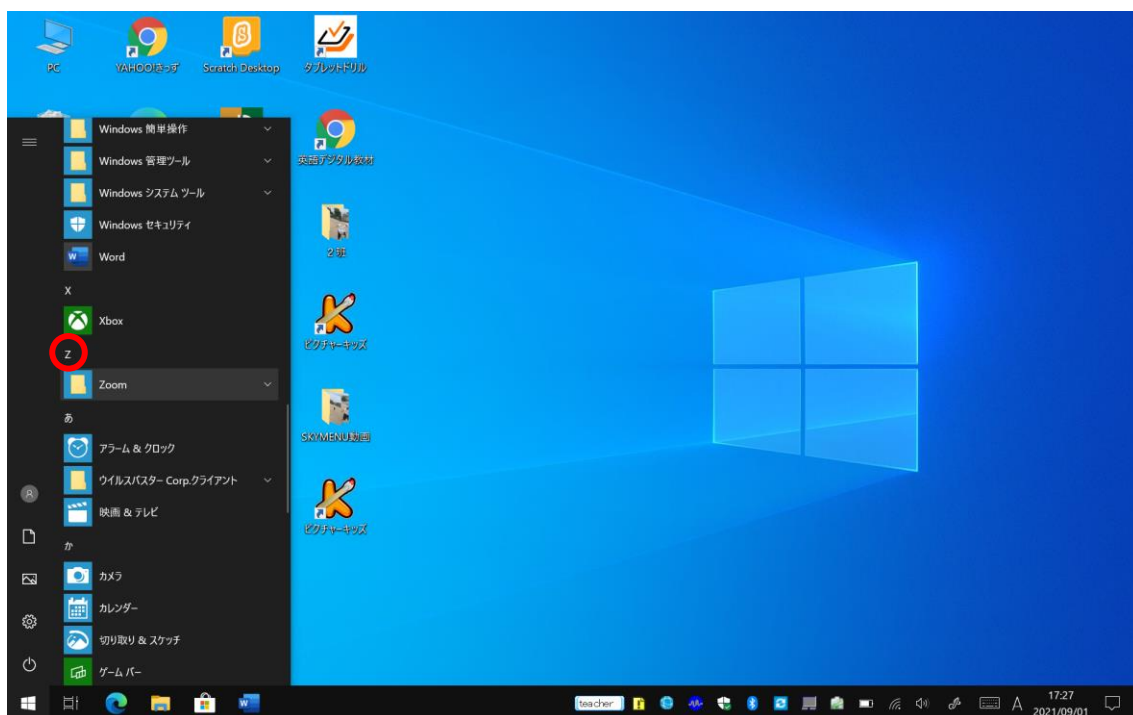 PC
YAHOO!きっず
Scratch Desktop
タブレットドリル
英語デジタル教材
２班
ピクチャーキッズ
SKYMENU動画
ピクチャーキッズ
Windows 簡単操作
Windows 管理ツール
Windows システム ツール
Windows セキュリティ
Word
X
Xbox
Z
Zoom
あ
アラーム & クロック
ウイルスバスター Corp.クライアント
映画 & テレビ
か
カメラ
カレンダー
切り取り & スケッチ
ゲーム バー
teacher
A
17:27
2021/09/01